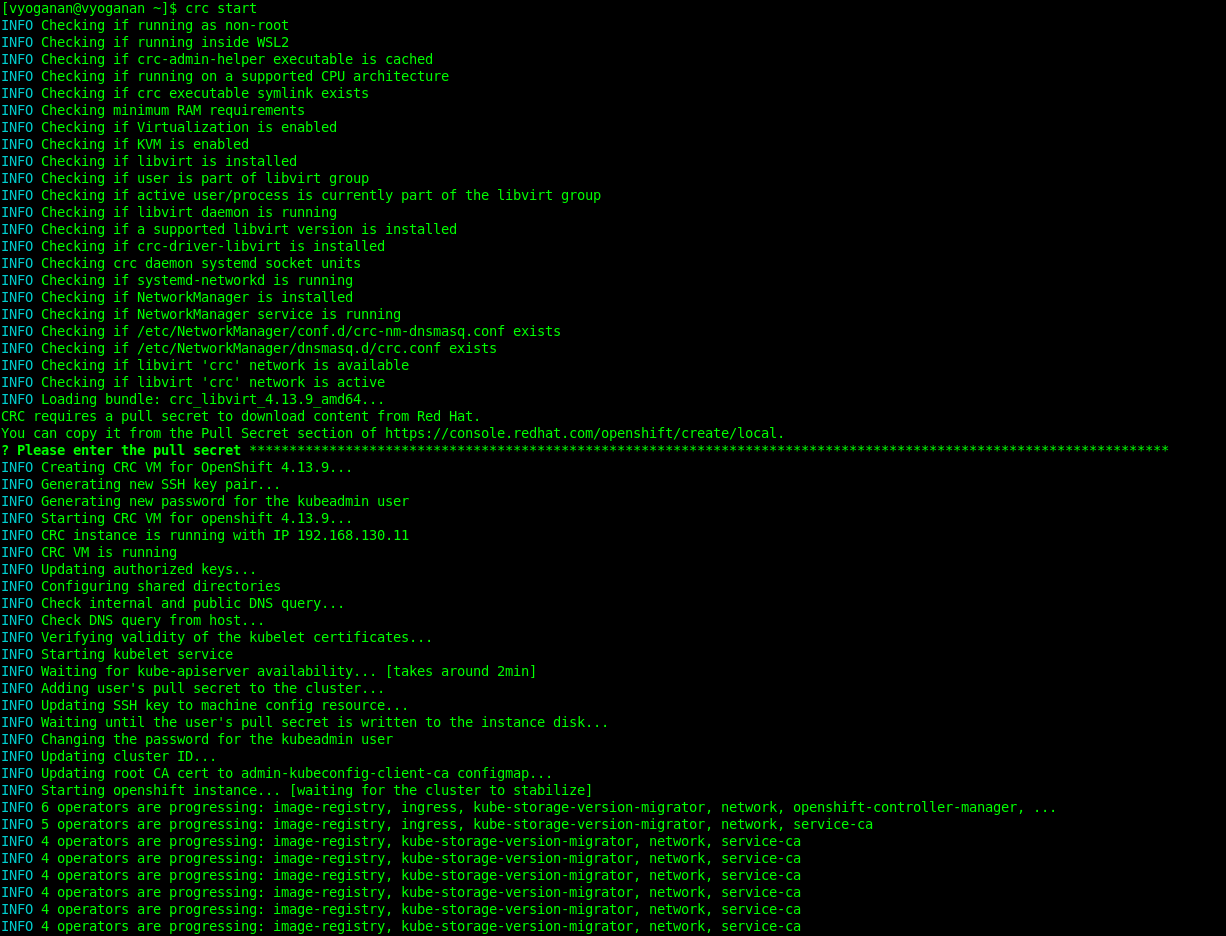 [vyoganan@vyoganan ~]$ crc start
INFO Checking if running as non-root
INFO Checking if running inside WSL2
INFO Checking if crc-admin-helper executable is cached
INFO Checking if running on a supported CPU architecture
INFO Checking if crc executable symlink exists
INFO Checking minimum RAM requirements
INFO Checking if Virtualization is enabled
INFO Checking if KVM is enabled
INFO Checking if libvirt is installed
INFO Checking if user is part of libvirt group
INFO Checking if active user/process is currently part of the libvirt group
INFO Checking if libvirt daemon is running
INFO Checking if a supported libvirt version is installed
INFO Checking if crc-driver-libvirt is installed
INFO Checking crc daemon systemd socket units
INFO Checking if systemd-networkd is running
INFO Checking if NetworkManager is installed
INFO Checking if NetworkManager service is running
INFO Checking if /etc/NetworkManager/conf.d/crc-nm-dnsmasq.conf exists
INFO Checking if /etc/NetworkManager/dnsmasq.d/crc.conf exists
INFO Checking if libvirt 'crc' network is available
INFO Checking if libvirt 'crc' network is active
INFO Loading bundle: crc_libvirt_4.13.9_amd64...
CRC requires a pull secret to download content from Red Hat.
You can copy it from the Pull Secret section of https://console.redhat.com/openshift/create/local.
? Please enter the pull secret *******************************************************************************************************************
INFO Creating CRC VM for OpenShift 4.13.9...
INFO Generating new SSH key pair...
INFO Generating new password for the kubeadmin user
INFO Starting CRC VM for openshift 4.13.9...
INFO CRC instance is running with IP 192.168.130.11
INFO CRC VM is running
INFO Updating authorized keys...
INFO Configuring shared directories
INFO Check internal and public DNS query...
INFO Check DNS query from host...
INFO Verifying validity of the kubelet certificates...
INFO Starting kubelet service
INFO Waiting for kube-apiserver availability... [takes around 2min]
INFO Adding user's pull secret to the cluster...
INFO Updating SSH key to machine config resource...
INFO Waiting until the user's pull secret is written to the instance disk...
INFO Changing the password for the kubeadmin user
INFO Updating cluster ID...
INFO Updating root CA cert to admin-kubeconfig-client-ca configmap...
INFO Starting openshift instance... [waiting for the cluster to stabilize]
INFO 6 operators are progressing: image-registry, ingress, kube-storage-version-migrator, network, openshift-controller-manager, ...
INFO 5 operators are progressing: image-registry, ingress, kube-storage-version-migrator, network, service-ca
INFO 4 operators are progressing: image-registry, kube-storage-version-migrator, network, service-ca
INFO 4 operators are progressing: image-registry, kube-storage-version-migrator, network, service-ca
INFO 4 operators are progressing: image-registry, kube-storage-version-migrator, network, service-ca
INFO 4 operators are progressing: image-registry, kube-storage-version-migrator, network, service-ca
INFO 4 operators are progressing: image-registry, kube-storage-version-migrator, network, service-ca
INFO 4 operators are progressing: image-registry, kube-storage-version-migrator, network, service-ca